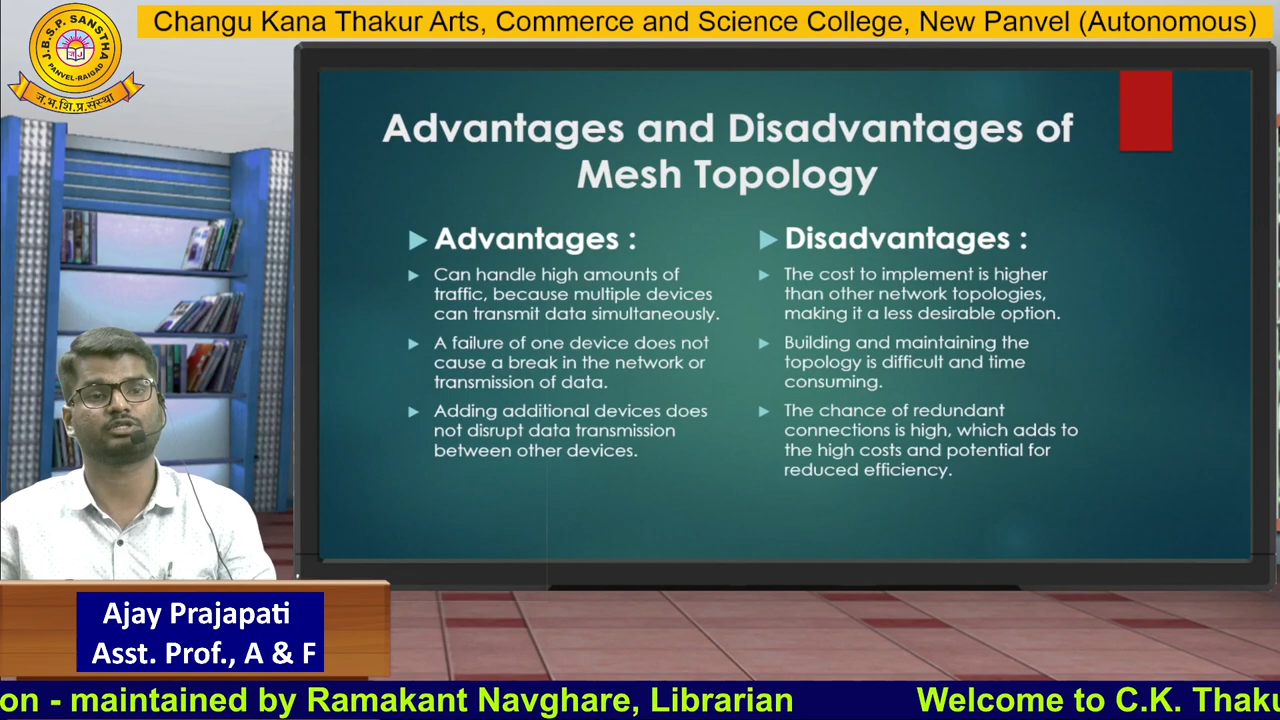 Changu Kana Thakur Arts, Commerce and Science College, New Panvel (Autonomous)
J.B.S.P. SANSTHA
PANVEL-RAIGAD
ज.भ.शि.प्र.संस्था
Advantages and Disadvantages of
Mesh Topology
Advantages :
Can handle high amounts of
traffic, because multiple devices
can transmit data simultaneously.
A failure of one device does not
cause a break in the network or
transmission of data.
Adding additional devices does
not disrupt data transmission
between other devices.
Disadvantages :
The cost to implement is higher
than other network topologies,
making it a less desirable option.
Building and maintaining the
topology is difficult and time
consuming.
The chance of redundant
connections is high, which adds to
the high costs and potential for
reduced efficiency.
Ajay Prajapati
Asst. Prof., A & F
on - maintained by Ramakant Navghare, Librarian
Welcome to C.K. Thaku